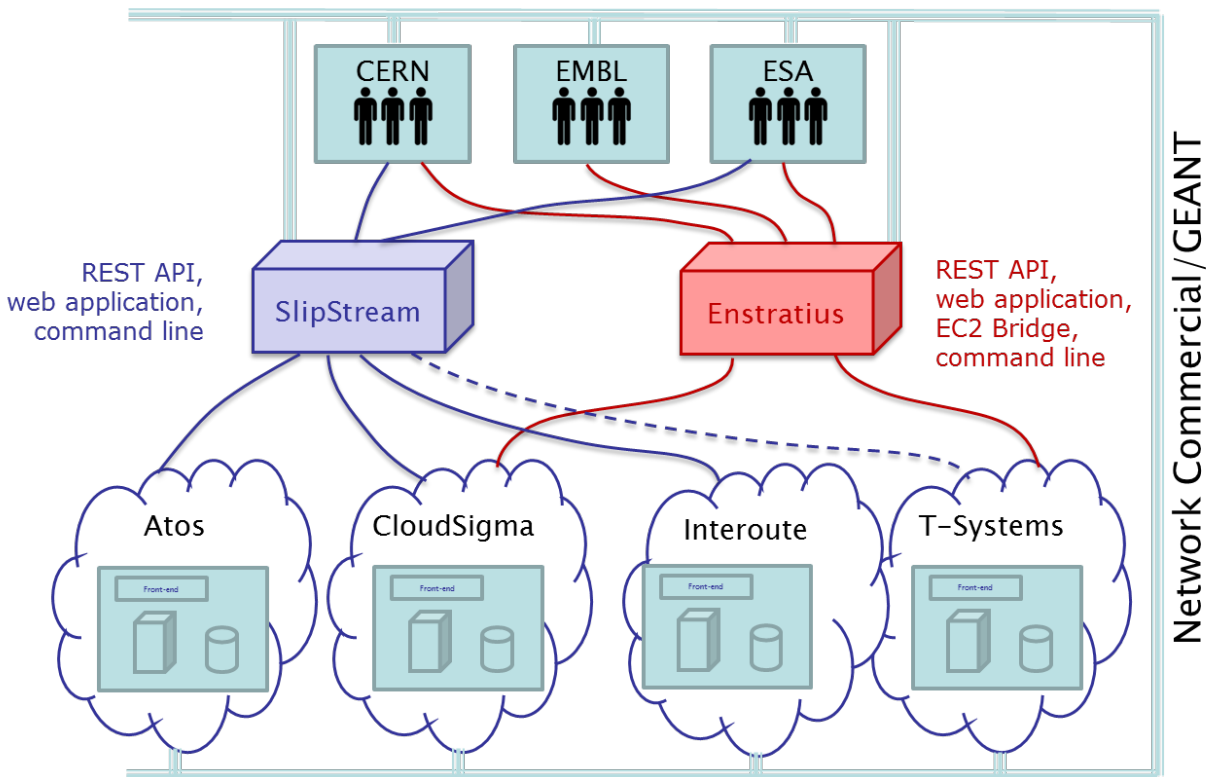 CERN
EMBL
ESA
REST API,
web application,
command line
SlipStream
Enstratius
REST API,
web application,
EC2 Bridge,
command line
Atos
CloudSigma
Interoute
T-Systems
Front-end
Front-end
Front-end
Front-end
Network Commercial/GEANT